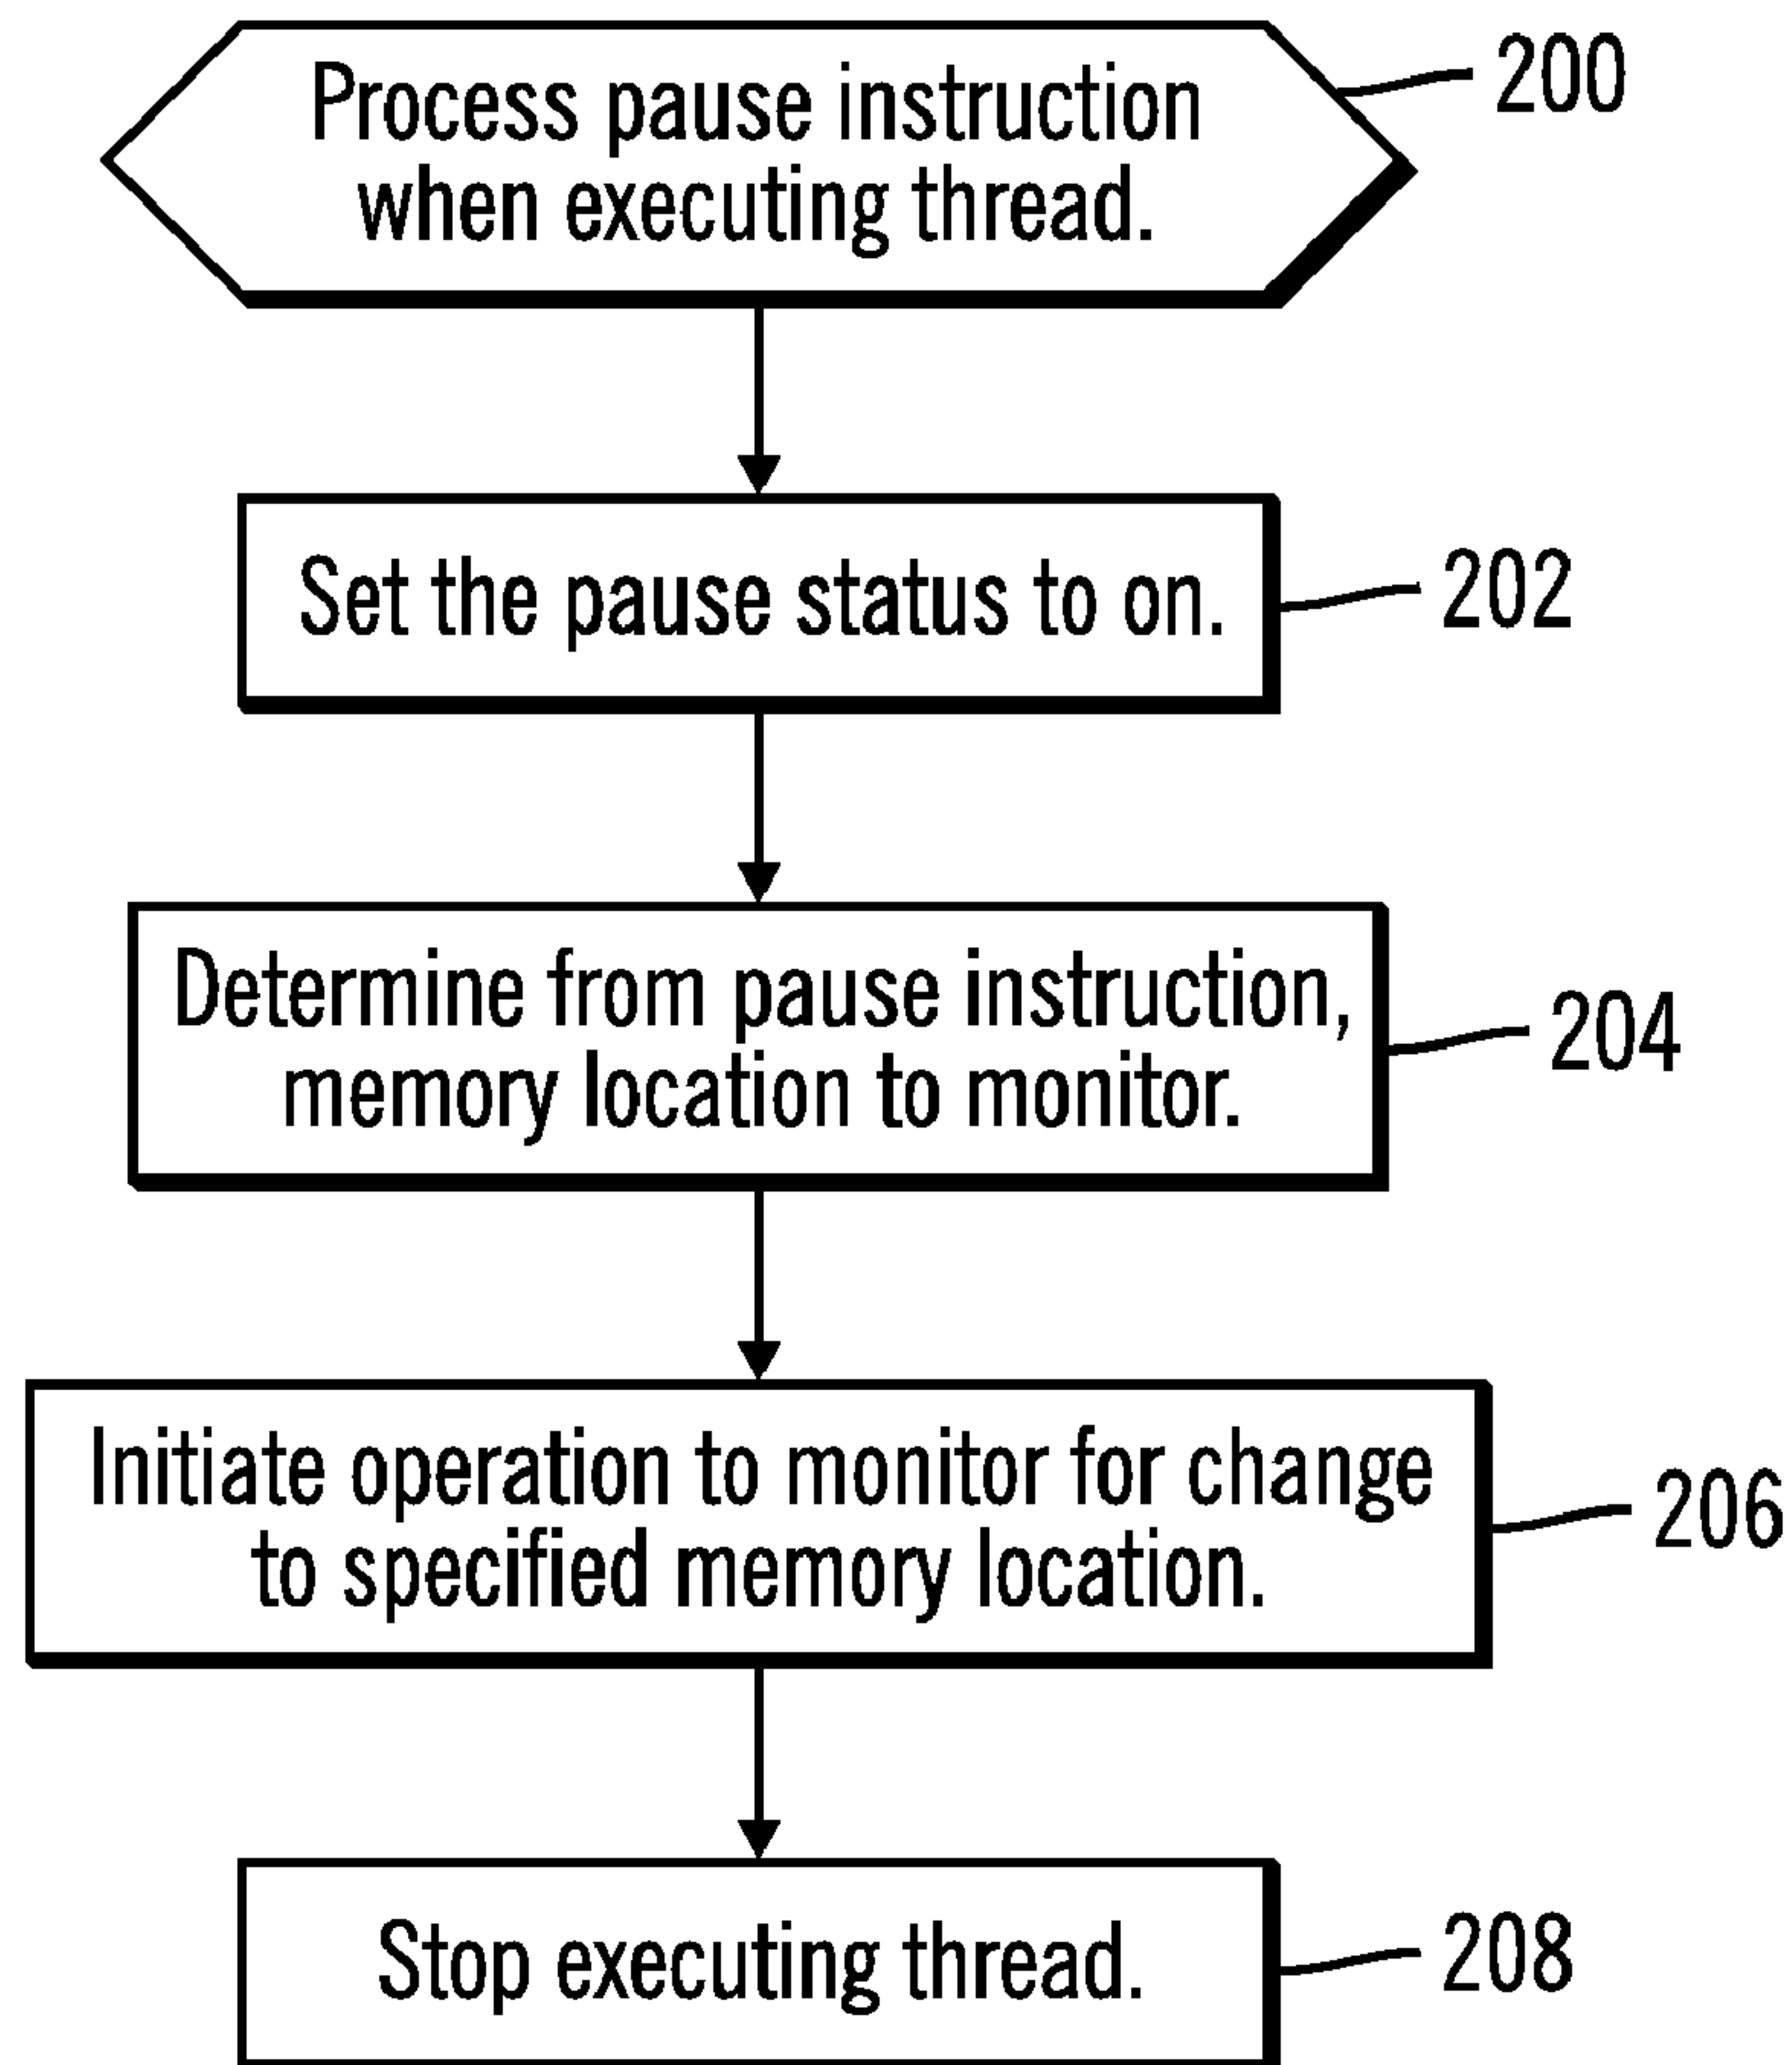 Process pause instruction
when executing thread.
200
Set the pause status to on.
202
Determine from pause instruction,
memory location to monitor.
204
Initiate operation to monitor for change
to specified memory location.
206
Stop executing thread.
208